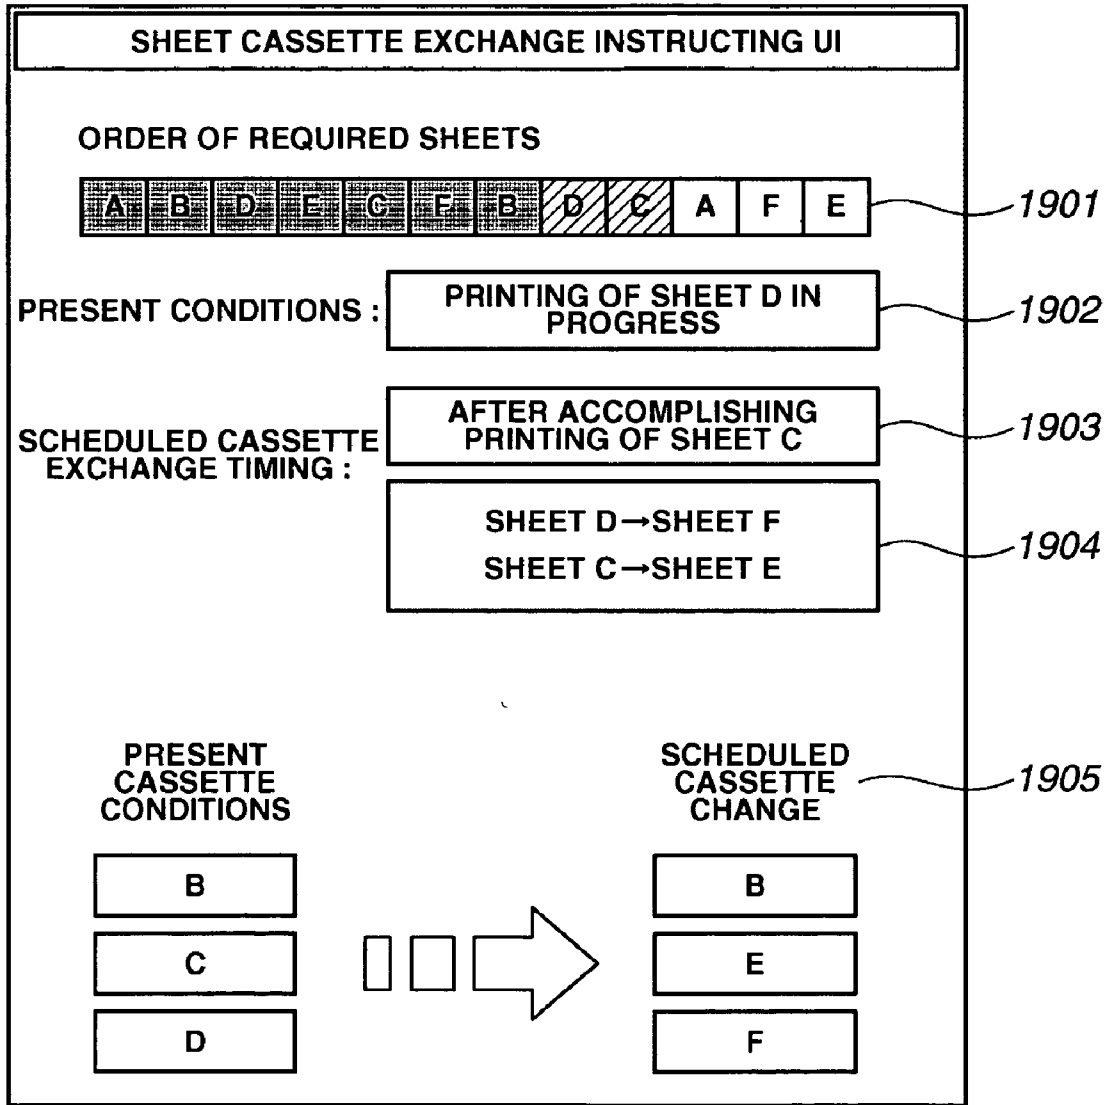 SHEET CASSETTE EXCHANGE INSTRUCTING UI
ORDER OF REQUIRED SHEETS
A B D E C F B D C A F E
1901
PRESENT CONDITIONS :
PRINTING OF SHEET D IN
PROGRESS
1902
SCHEDULED CASSETTE
EXCHANGE TIMING :
AFTER ACCOMPLISHING
PRINTING OF SHEET C
1903
SHEET D→SHEET F
SHEET C→SHEET E
1904
PRESENT
CASSETTE
CONDITIONS
SCHEDULED
CASSETTE
CHANGE
1905
B
C
D
B
E
F